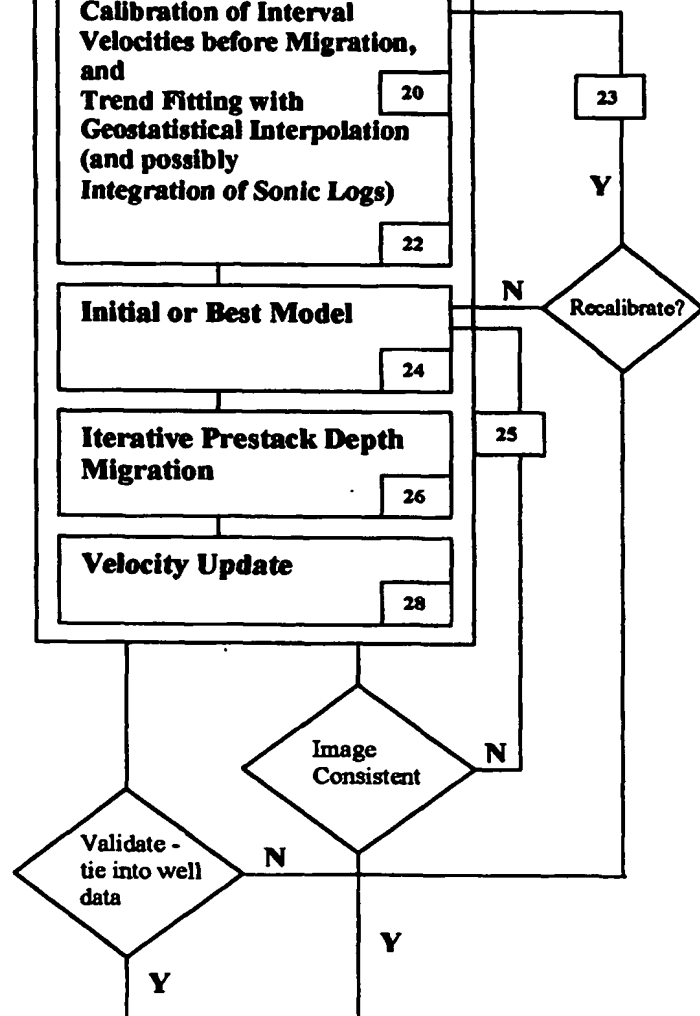 Calibration of Interval
Velocities before Migration,
and
Trend Fitting with
20
Geostatistical Interpolation
(and possibly
Integration of Sonic Logs)
22
23
Y
Recalibrate?
N
Initial or Best Model
24
25
Iterative Prestack Depth
Migration
26
Velocity Update
28
Image
Consistent
N
Validate -
tie into well
data
N
Y
Y